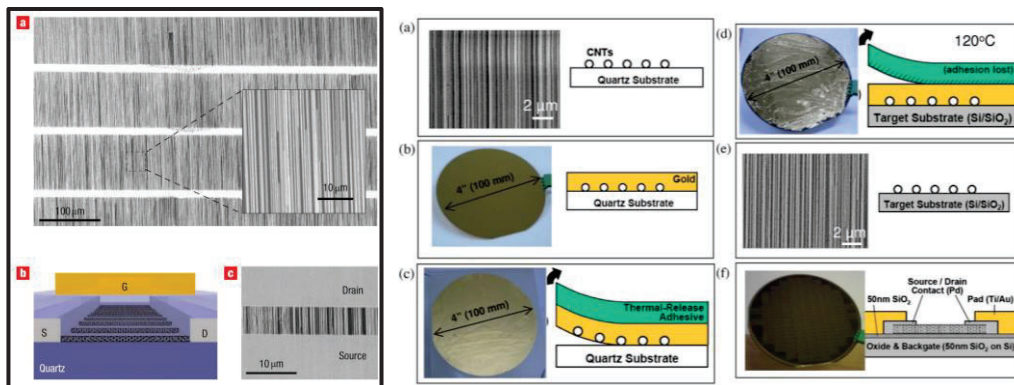 a
100 μm
10 μm
b
G
S
D
Quartz
c
Drain
Source
10 μm
(a)
2 μm
CNTs
Quartz Substrate
(b)
4" (100 mm)
Gold
Quartz Substrate
(c)
4" (100 mm)
Thermal-Release
Adhesive
Quartz Substrate
(d)
4" (100 mm)
120°C
(adhesion lost)
Target Substrate (Si/SiO2)
(e)
2 μm
Target Substrate (Si/SiO2)
(f)
Source / Drain
Contact (Pd)
50nm SiO2
Pad (Ti/Au)
Oxide & Backgate (50nm SiO2 on Si)